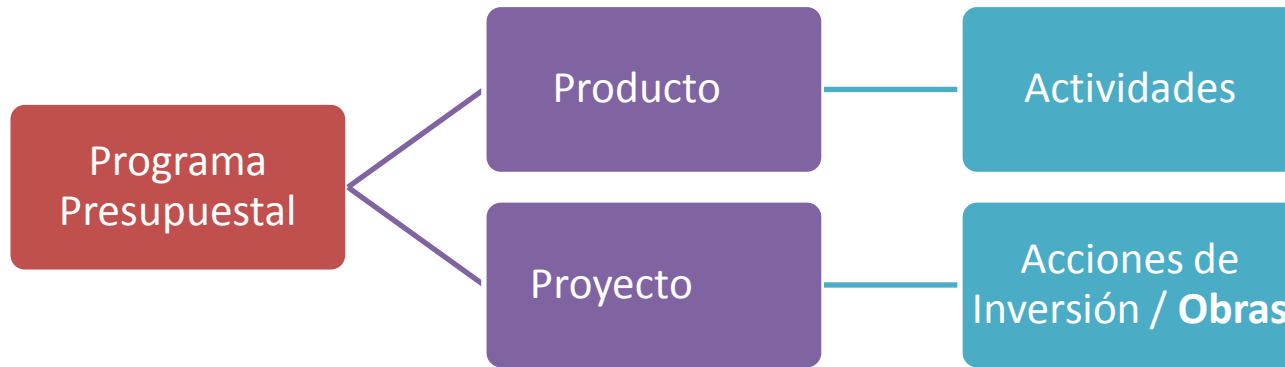 Programa
Presupuestal
Producto
Actividades
Proyecto
Acciones de
Inversión / Obras